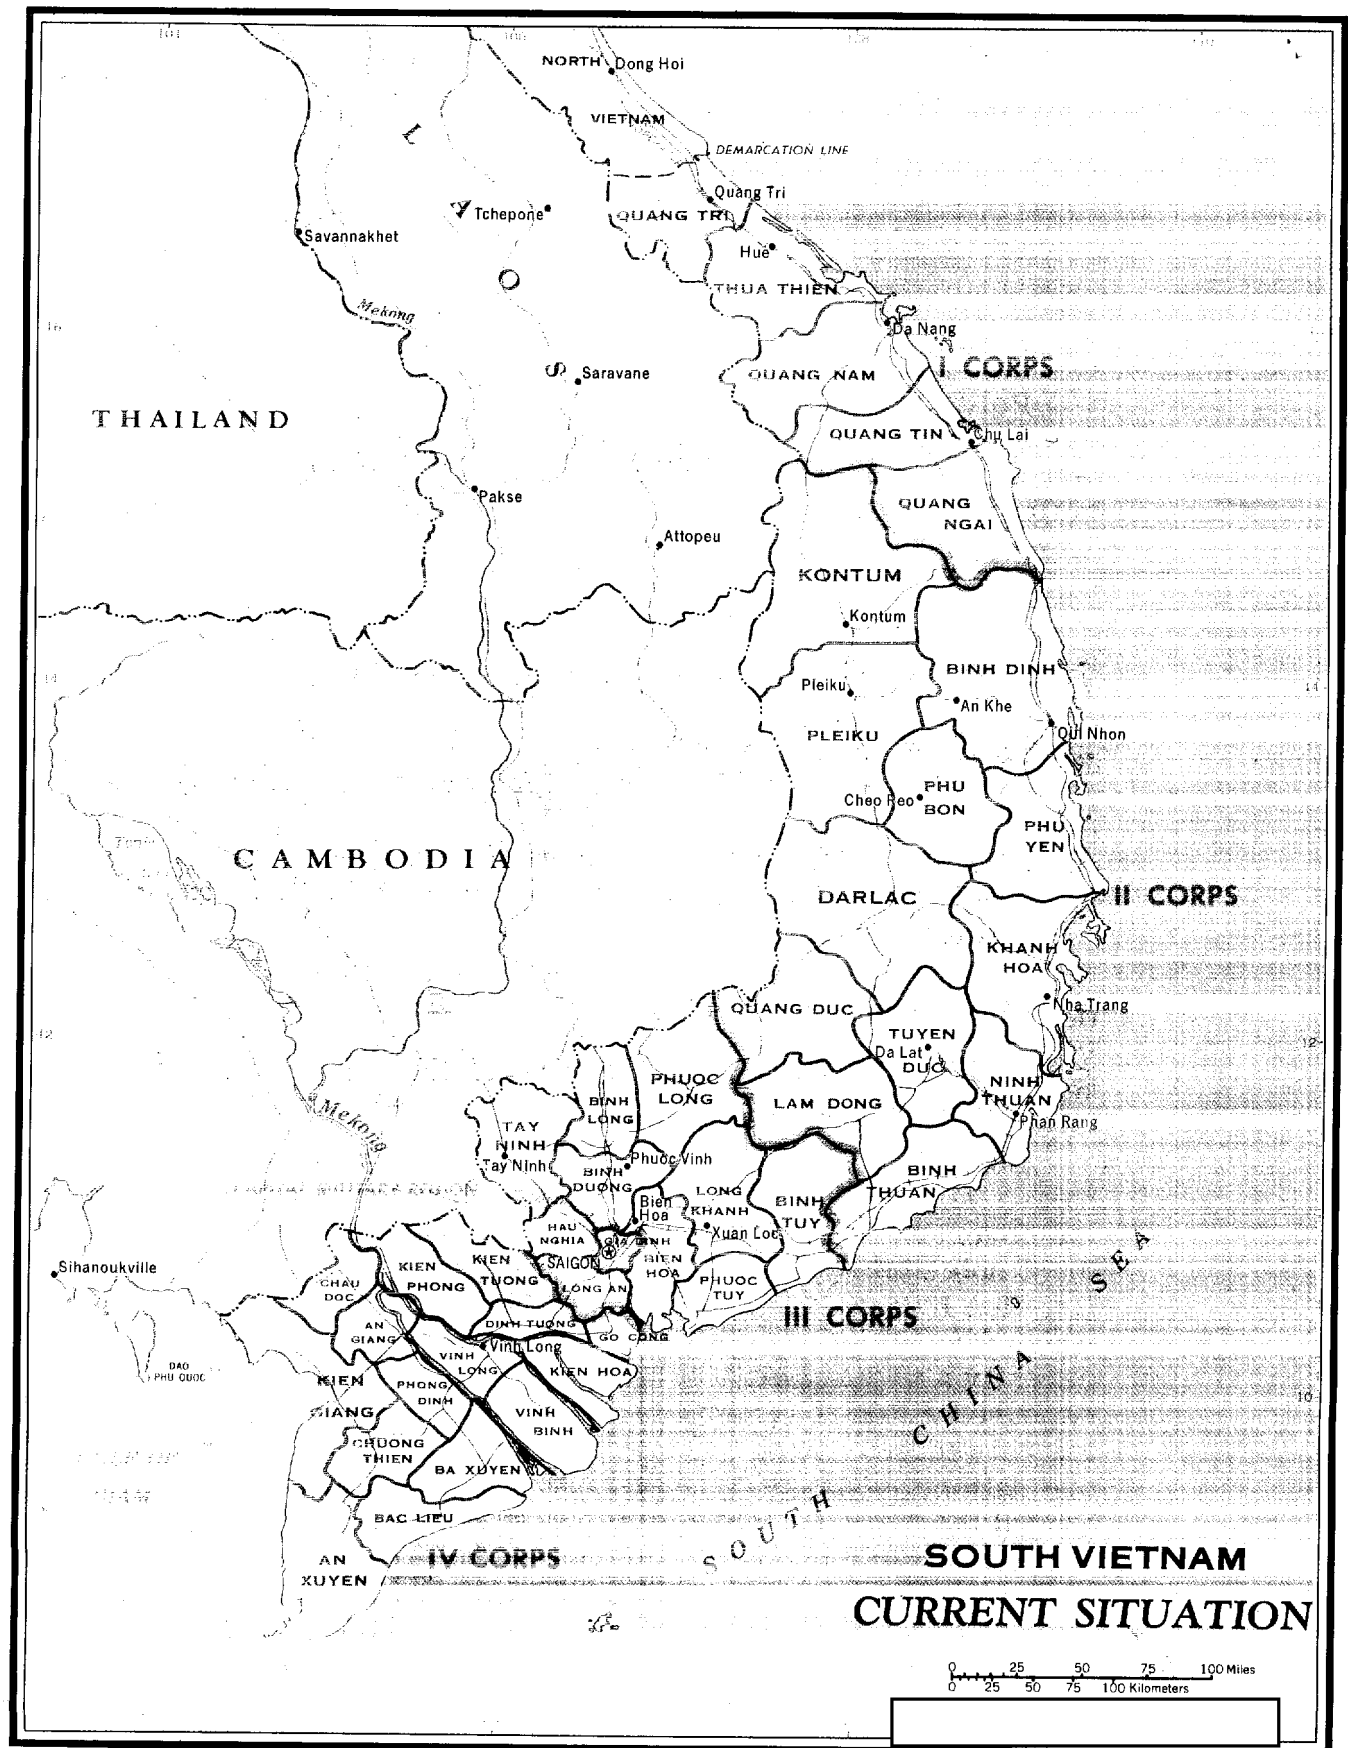 NORTH
Dong Hoi
VIETNAM
DEMARCATION LINE
L A O S
Quang Tri
QUANG TRI
Tchepone
Savannakhet
Hue
THUA THIEN
Mekong
16
Da Nang
Saravane
QUANG NAM
I CORPS
THAILAND
QUANG TIN
Chu Lai
Pakse
QUANG
NGAI
Attopeu
KONTUM
Kontum
BINH DINH
Pleiku
14
An Khe
PLEIKU
Qui Nhon
Cheo Reo
PHU
BON
PHU
YEN
CAMBODIA
DARLAC
II CORPS
KHANH
HOA
Nha Trang
QUANG DUC
12
12
TUYEN
Da Lat
DUC
PHUOC
LONG
NINH
THUAN
BINH
LONG
LAM DONG
Mekong
Phan Rang
TAY
NINH
Tay Ninh
Phuoc Vinh
BINH
DUONG
BINH
THUAN
LONG
KHANH
BINH
TUY
Bien
Hoa
Xuan Loc
HAU
NGHIA
GIA DINH
SAIGON
BIEN
HOA
KIEN
TUONG
KIEN
PHONG
Sihanoukville
CHAU
DOC
LONG AN
PHUOC
TUY
III CORPS
DINH TUONG
AN
GIANG
GO CONG
Vinh Long
VINH
LONG
KIEN HOA
DAO
PHU QUOC
KIEN
GIANG
PHONG
DINH
10
VINH
BINH
CHUONG
THIEN
BA XUYEN
BAC LIEU
SOUTH CHINA SEA
IV CORPS
AN
XUYEN
SOUTH VIETNAM
CURRENT SITUATION
0 25 50 75 100 Miles
0 25 50 75 100 Kilometers